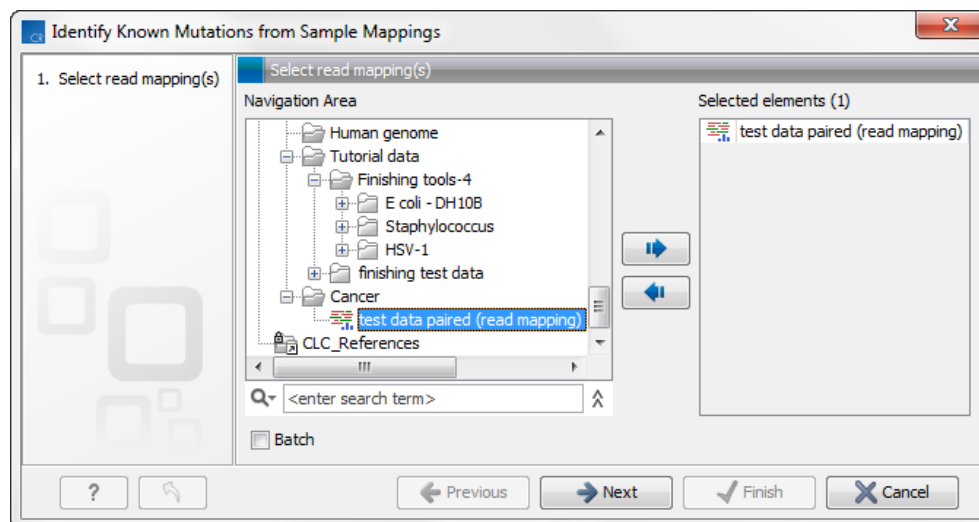 CR Identify Known Mutations from Sample Mappings
1. Select read mapping(s)
Select read mapping(s)
Navigation Area
Human genome
Tutorial data
Finishing tools-4
E coli - DH10B
Staphylococcus
HSV-1
finishing test data
Cancer
test data paired (read mapping)
CLC_References
<enter search term>
Batch
Selected elements (1)
test data paired (read mapping)
?
Previous
Next
Finish
Cancel